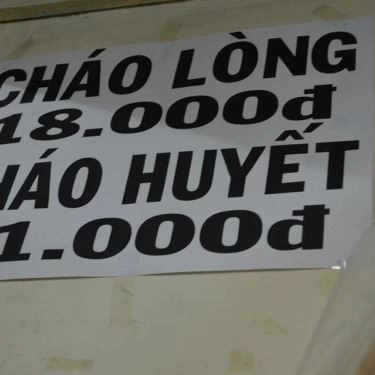 CHÁO LÒNG
18.000đ
HÁO HUYẾT
1.000đ